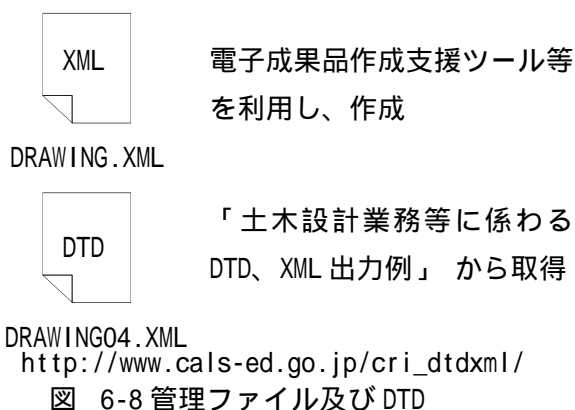 XML
電子成果品作成支援ツール等
を利用し、作成
DRAWING.XML
DTD
「土木設計業務等に係わる
DTD、XML出力例」 から取得
DRAWING04.XML
http://www.cals-ed.go.jp/cri_dtdxml/
図 6-8 管理ファイル及び DTD